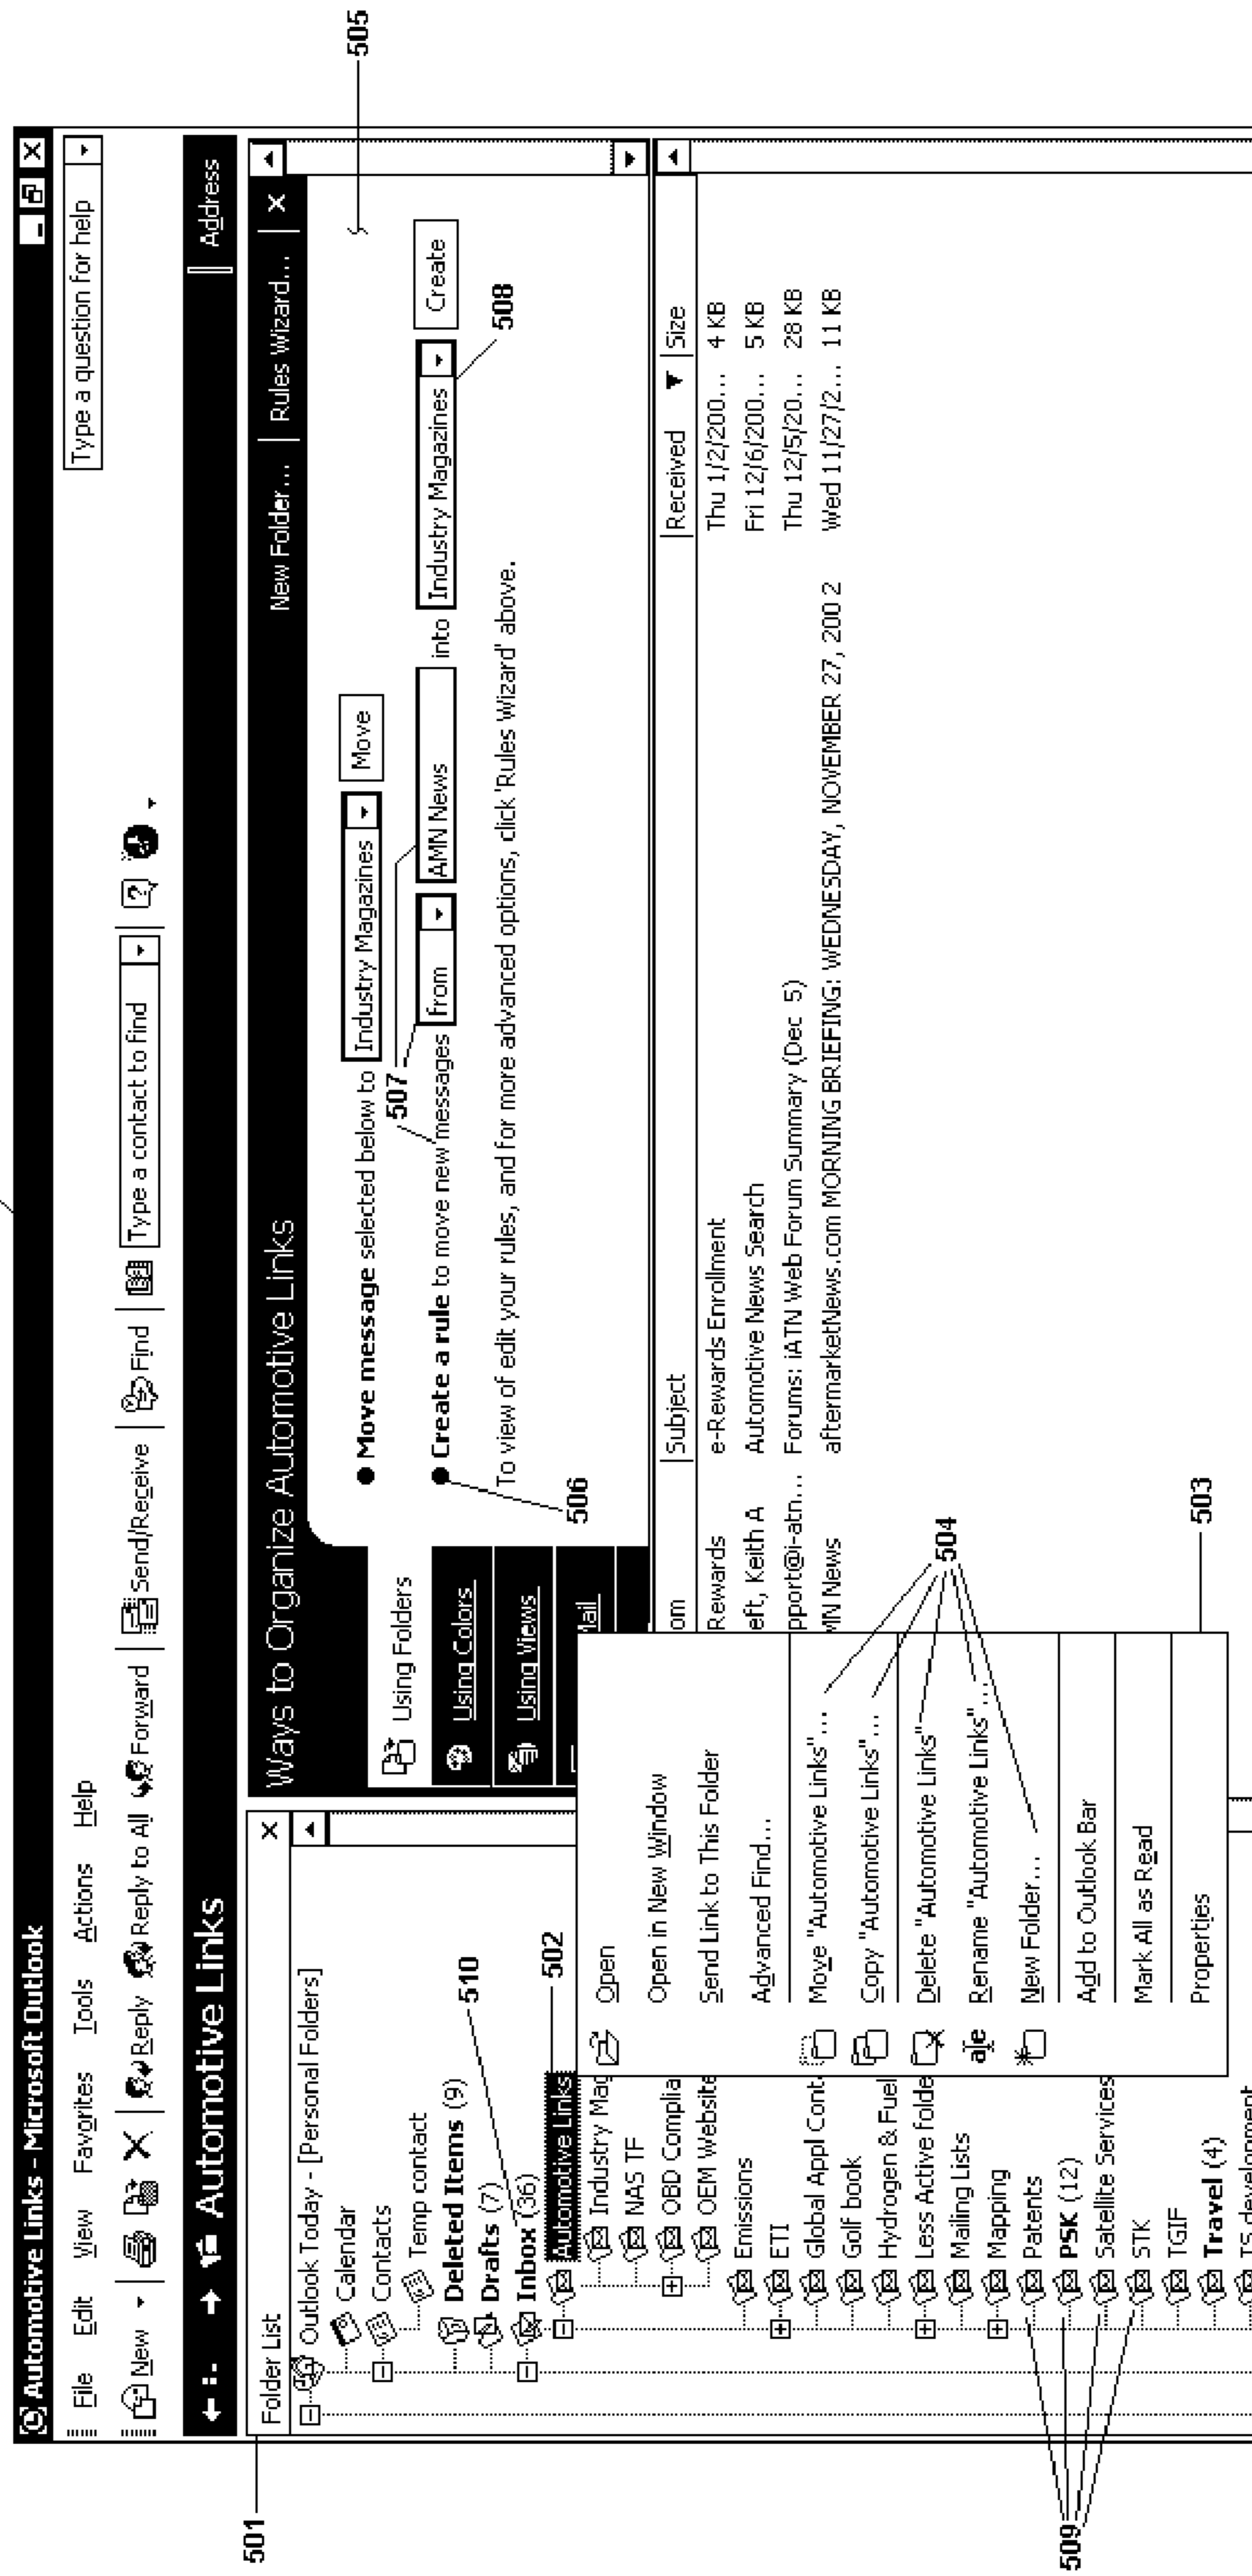 Automotive Links - Microsoft Outlook
File Edit View Favorites Tools Actions Help
Type a question for help
New Reply Reply to All Forward Send/Receive Find Type a contact to find
Automotive Links
Address
501
Folder List
Outlook Today - [Personal Folders]
Calendar
Contacts
Temp contact
Deleted Items (9)
Drafts (7)
Inbox (36)
510
Automotive Links
502
Industry Mag
NAS TF
OBD Complia
OEM Website
Emissions
ETI
Global Appl Cont
Golf book
Hydrogen & Fuel
Less Active folde
Mailing Lists
Mapping
Patents
PSK (12)
Satellite Services
STK
TGIF
Travel (4)
TS development
509
Open
Open in New Window
Send Link to This Folder
Advanced Find...
Move "Automotive Links"...
Copy "Automotive Links"...
Delete "Automotive Links"
Rename "Automotive Links"...
New Folder...
Add to Outlook Bar
Mark All as Read
Properties
504
503
Ways to Organize Automotive Links
New Folder... Rules Wizard...
505
Using Folders
Using Colors
Using Views
Mail
Move message selected below to Industry Magazines Move
507
Create a rule to move new messages from AMN News into Industry Magazines Create
506
508
To view of edit your rules, and for more advanced options, click 'Rules Wizard' above.
om Subject Received Size
Rewards e-Rewards Enrollment Thu 1/2/200... 4 KB
eft, Keith A Automotive News Search Fri 12/6/200... 5 KB
pport@i-atn... Forums: iATN Web Forum Summary (Dec 5) Thu 12/5/20... 28 KB
MN News aftermarketNews.com MORNING BRIEFING: WEDNESDAY, NOVEMBER 27, 200 2 Wed 11/27/2... 11 KB